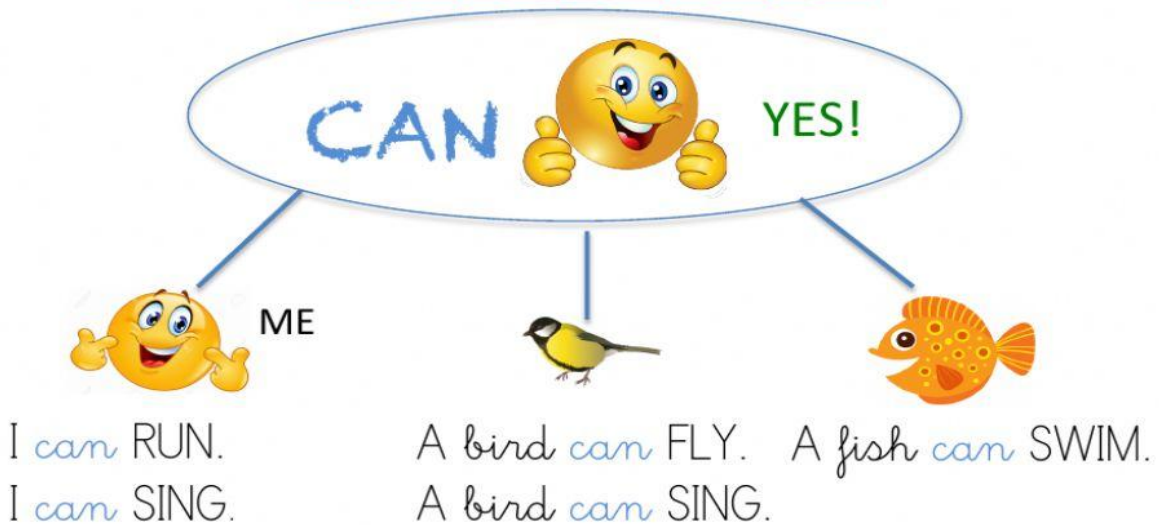 CAN YES!
ME
I can RUN.
I can SING.
A bird can FLY.
A bird can SING.
A fish can SWIM.